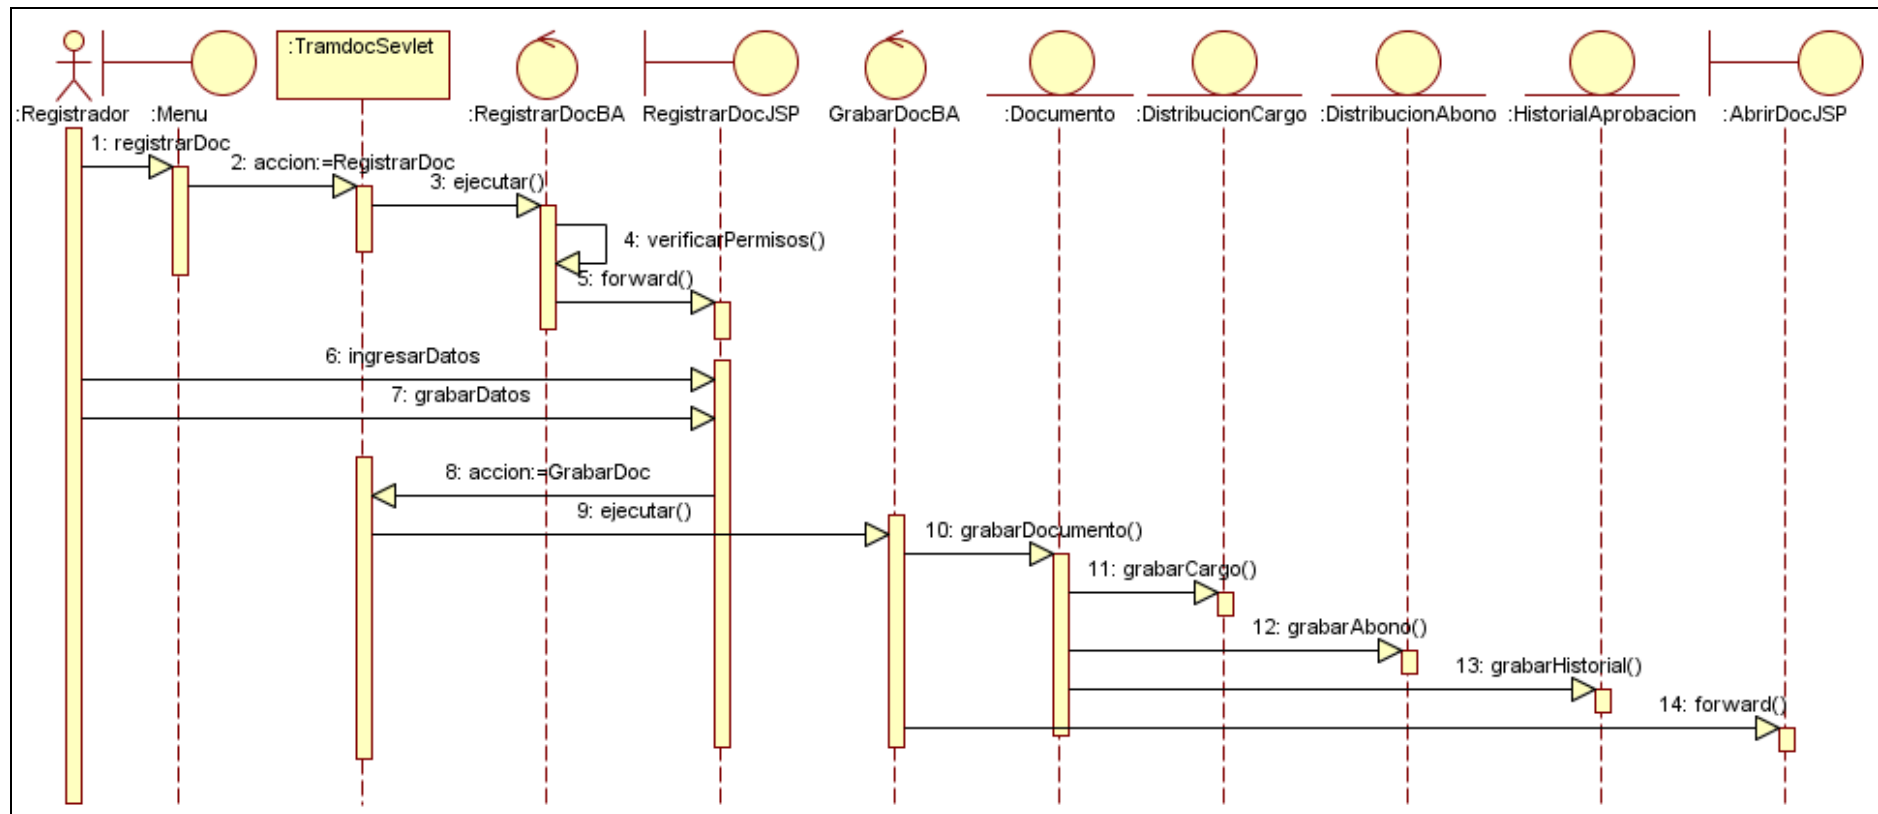 :TramdocSevlet
:Registrador
:Menu
:RegistrarDocBA
RegistrarDocJSP
GrabarDocBA
:Documento
:DistribucionCargo
:DistribucionAbono
:HistorialAprobacion
:AbrirDocJSP
1: registrarDoc
2: accion:=RegistrarDoc
3: ejecutar()
4: verificarPermisos()
5: forward()
6: ingresarDatos
7: grabarDatos
8: accion:=GrabarDoc
9: ejecutar()
10: grabarDocumento()
11: grabarCargo()
12: grabarAbono()
13: grabarHistorial()
14: forward()